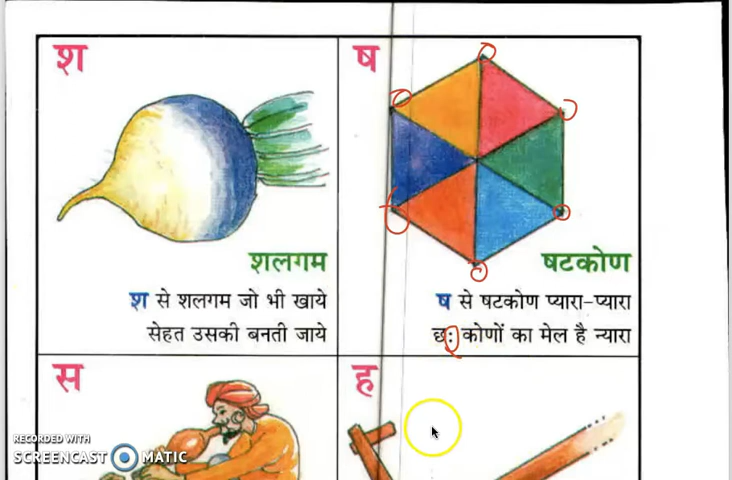 श
शलगम
श से शलगम जो भी खाये
सेहत उसकी बनती जाये
ष
षटकोण
ष से षटकोण प्यारा-प्यारा
छः कोणों का मेल है न्यारा
स
ह
RECORDED WITH
SCREENCAST MATIC